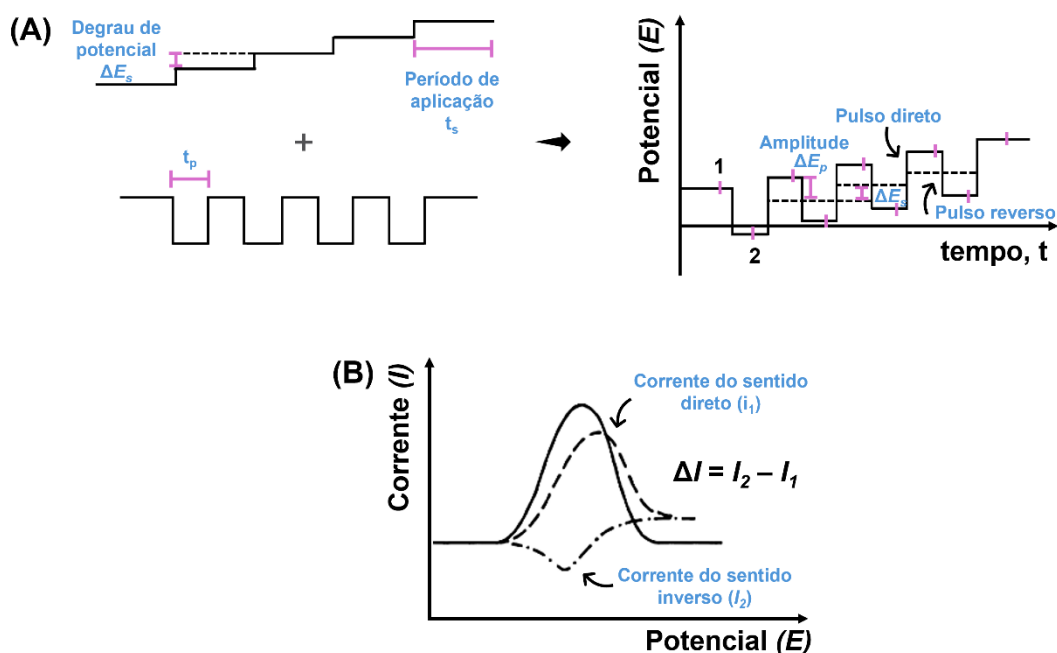 (A)
Degrau de
potencial
ΔEs
Período de
aplicação
ts
+
tp
Potencial (E)
1
2
Amplitude
ΔEp
Pulso direto
ΔEs
Pulso reverso
tempo, t
(B)
Corrente (I)
Corrente do sentido
direto (i1)
ΔI = I2 – I1
Corrente do sentido
inverso (I2)
Potencial (E)